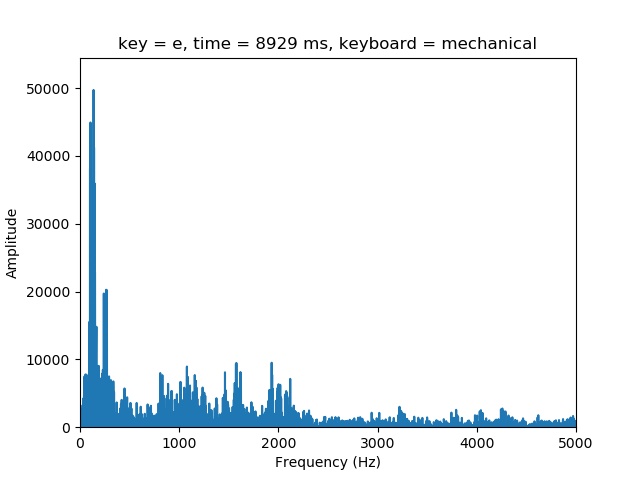 key = e, time = 8929 ms, keyboard = mechanical
50000
40000
30000
20000
10000
0
Amplitude
0 1000 2000 3000 4000 5000
Frequency (Hz)